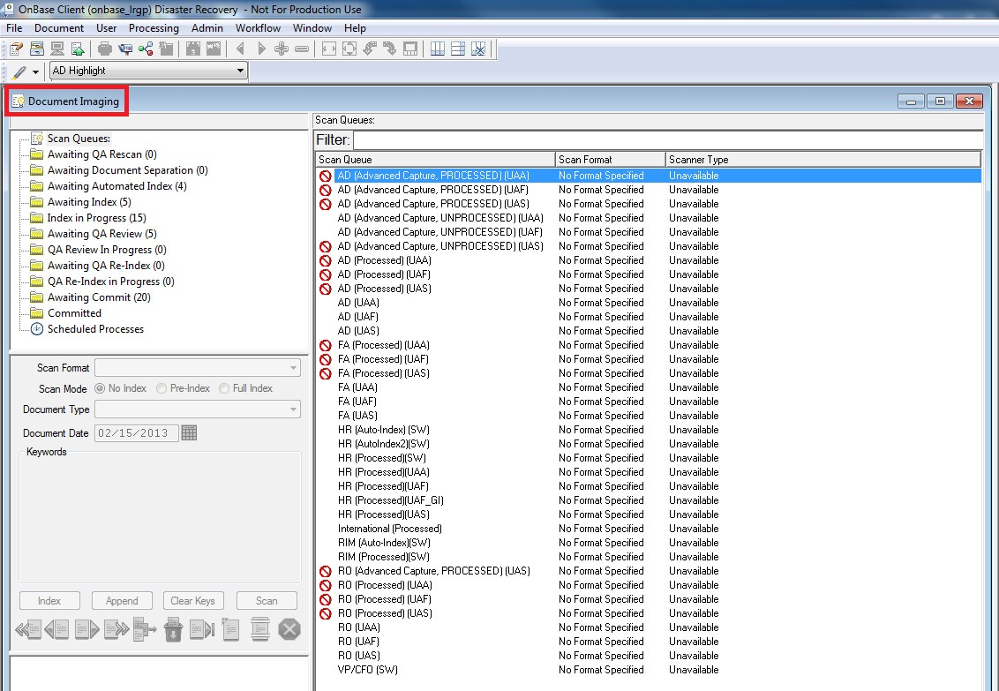 OnBase Client (onbase_lrgp) Disaster Recovery - Not For Production Use
File Document User Processing Admin Workflow Window Help
AD Highlight
Document Imaging
Scan Queues:
Awaiting QA Rescan (0)
Awaiting Document Separation (0)
Awaiting Automated Index (4)
Awaiting Index (5)
Index in Progress (15)
Awaiting QA Review (5)
QA Review In Progress (0)
Awaiting QA Re-Index (0)
QA Re-Index in Progress (0)
Awaiting Commit (20)
Committed
Scheduled Processes
Scan Format
Scan Mode No Index Pre-Index Full Index
Document Type
Document Date 02/15/2013
Keywords
Index Append Clear Keys Scan
Scan Queues:
Filter:
Scan Queue Scan Format Scanner Type
AD (Advanced Capture, PROCESSED) (UAA) No Format Specified Unavailable
AD (Advanced Capture, PROCESSED) (UAF) No Format Specified Unavailable
AD (Advanced Capture, PROCESSED) (UAS) No Format Specified Unavailable
AD (Advanced Capture, UNPROCESSED) (UAA) No Format Specified Unavailable
AD (Advanced Capture, UNPROCESSED) (UAF) No Format Specified Unavailable
AD (Advanced Capture, UNPROCESSED) (UAS) No Format Specified Unavailable
AD (Processed) (UAA) No Format Specified Unavailable
AD (Processed) (UAF) No Format Specified Unavailable
AD (Processed) (UAS) No Format Specified Unavailable
AD (UAA) No Format Specified Unavailable
AD (UAF) No Format Specified Unavailable
AD (UAS) No Format Specified Unavailable
FA (Processed) (UAA) No Format Specified Unavailable
FA (Processed) (UAF) No Format Specified Unavailable
FA (Processed) (UAS) No Format Specified Unavailable
FA (UAA) No Format Specified Unavailable
FA (UAF) No Format Specified Unavailable
FA (UAS) No Format Specified Unavailable
HR (Auto-Index) (SW) No Format Specified Unavailable
HR (AutoIndex2)(SW) No Format Specified Unavailable
HR (Processed)(SW) No Format Specified Unavailable
HR (Processed)(UAA) No Format Specified Unavailable
HR (Processed)(UAF) No Format Specified Unavailable
HR (Processed)(UAF_GI) No Format Specified Unavailable
HR (Processed)(UAS) No Format Specified Unavailable
International (Processed) No Format Specified Unavailable
RIM (Auto-Index)(SW) No Format Specified Unavailable
RIM (Processed)(SW) No Format Specified Unavailable
RO (Advanced Capture, PROCESSED) (UAS) No Format Specified Unavailable
RO (Processed) (UAA) No Format Specified Unavailable
RO (Processed) (UAF) No Format Specified Unavailable
RO (Processed) (UAS) No Format Specified Unavailable
RO (UAA) No Format Specified Unavailable
RO (UAF) No Format Specified Unavailable
RO (UAS) No Format Specified Unavailable
VP/CFO (SW) No Format Specified Unavailable